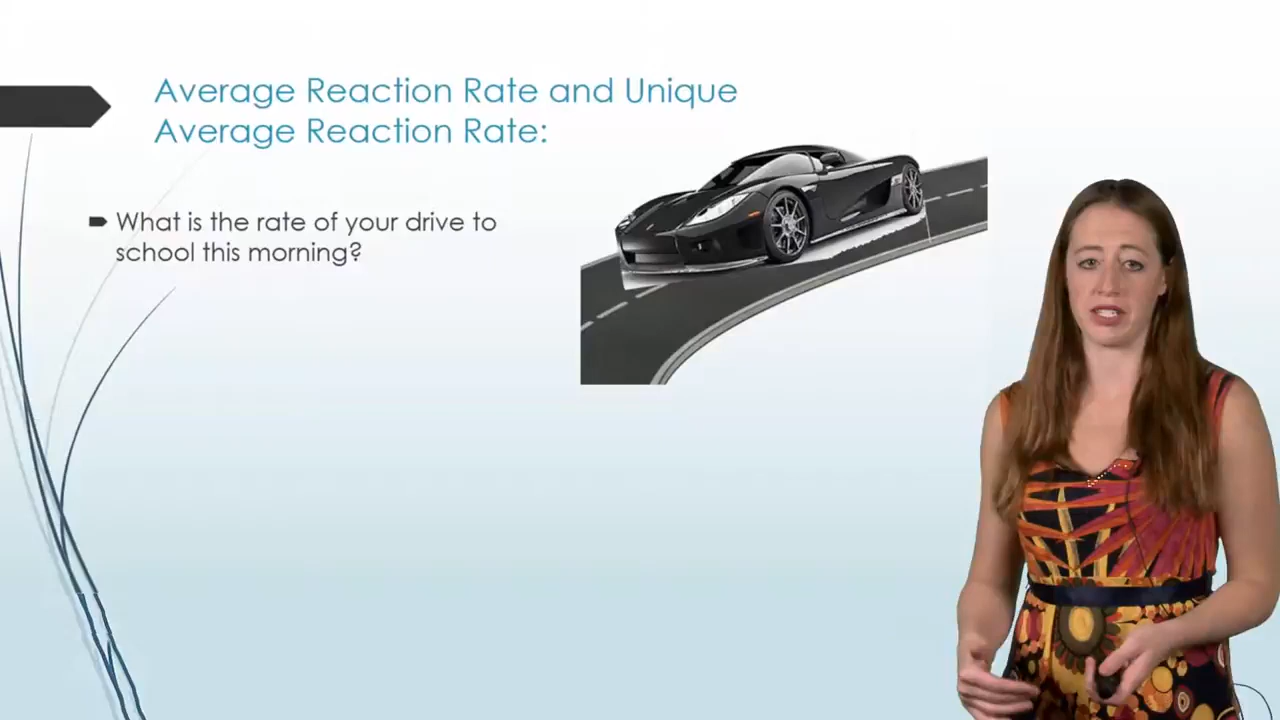 Average Reaction Rate and Unique
Average Reaction Rate:
What is the rate of your drive to
school this morning?